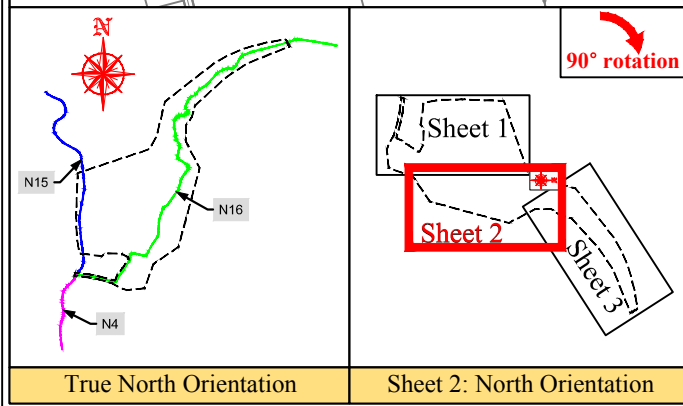 N
N15
N16
N4
True North Orientation
90° rotation
Sheet 1
Sheet 2
Sheet 3
Sheet 2: North Orientation